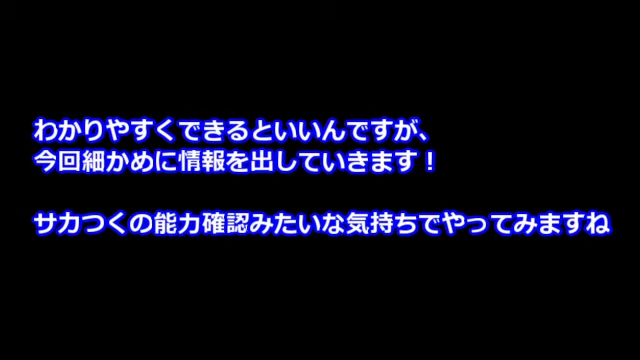 わかりやすくできるといいんですが、
今回細かめに情報を出していきます！
サカつくの能力確認みたいな気持ちでやってみますね